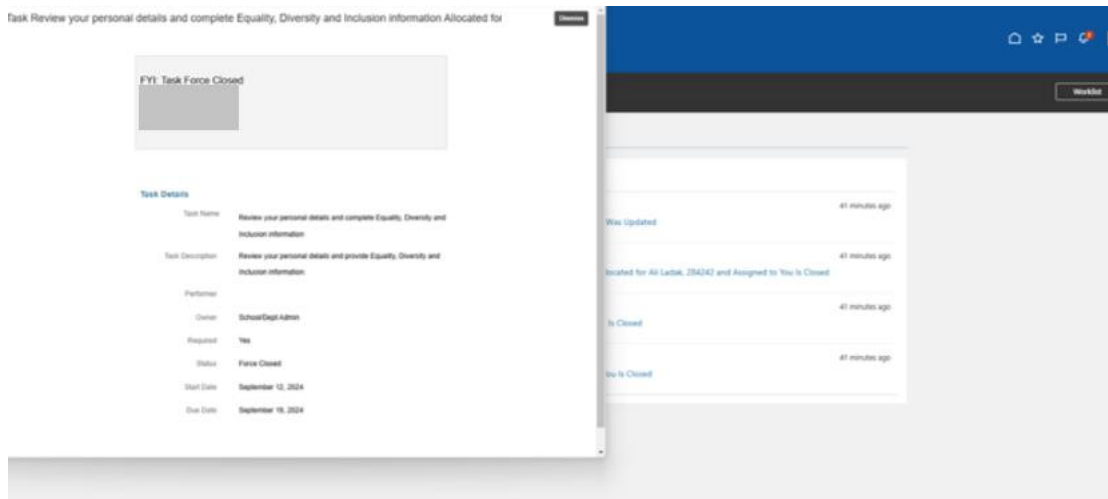 Task Review your personal details and complete Equality, Diversity and Inclusion information Allocated for
Dismiss
FYI: Task Force Closed
Worklist
Task Details
Task Name
Review your personal details and complete Equality, Diversity and
Inclusion information
Task Description
Review your personal details and provide Equality, Diversity and
Inclusion information
Performer
Owner
School/Dept Admin
Required
Yes
Status
Force Closed
Start Date
September 12, 2024
Due Date
September 19, 2024
41 minutes ago
Was Updated
41 minutes ago
located for Ali Ladak, 284242 and Assigned to You Is Closed
41 minutes ago
Is Closed
41 minutes ago
ou Is Closed